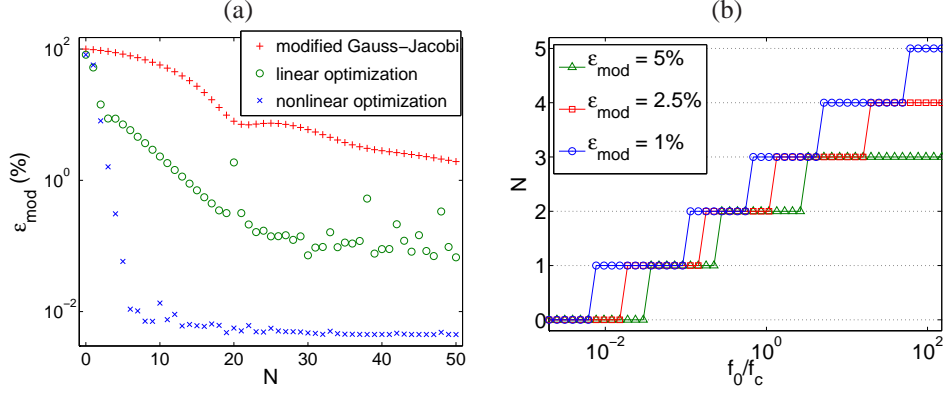 (a)
10^2
10^0
10^-2
ε_mod (%)
0
10
20
30
40
50
N
modified Gauss−Jacobi
linear optimization
nonlinear optimization
(b)
5
4
3
2
1
0
N
10^-2
10^0
10^2
f_0/f_c
ε_mod = 5%
ε_mod = 2.5%
ε_mod = 1%